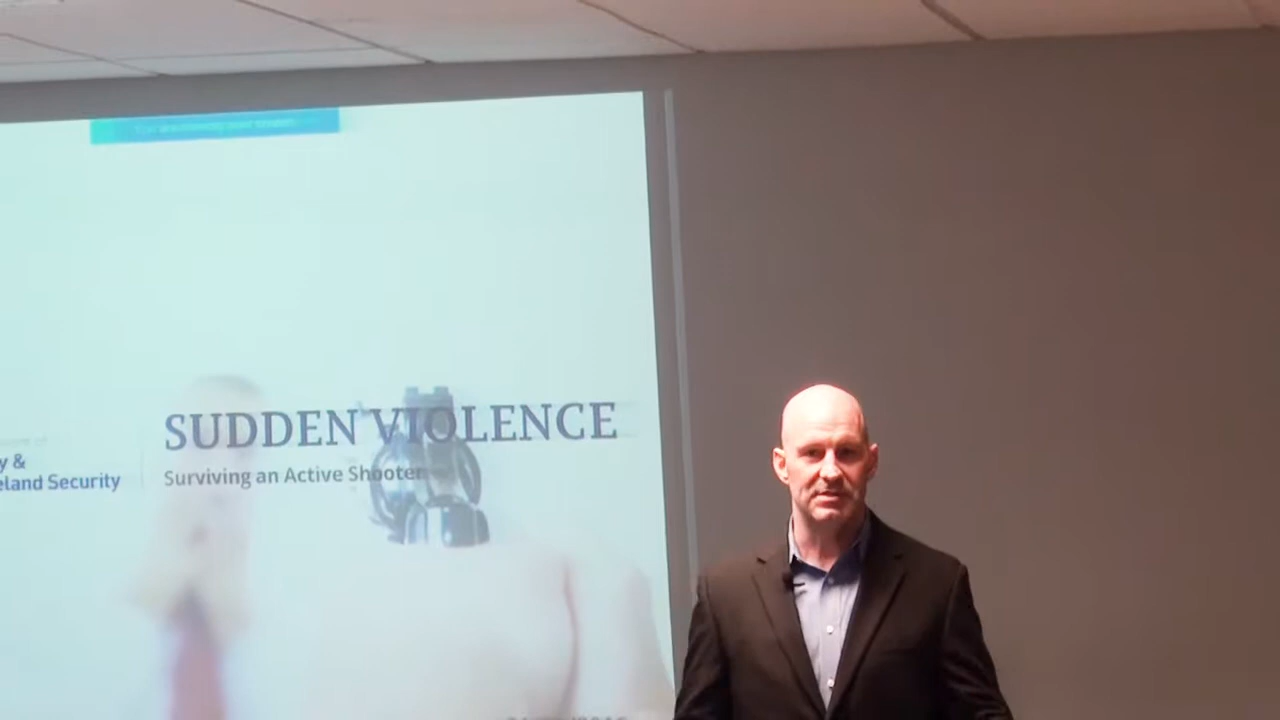 SUDDEN VIOLENCE
y &
eland Security
Surviving an Active Shooter